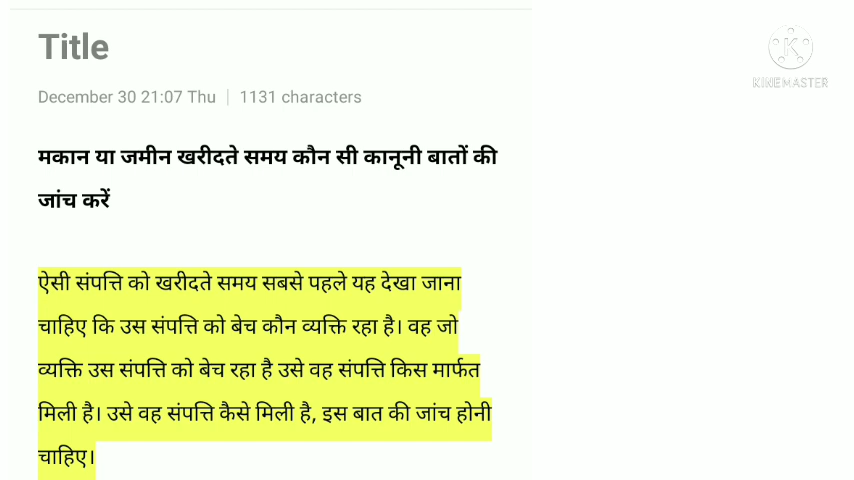 Title
December 30 21:07 Thu | 1131 characters
KINEMASTER
मकान या जमीन खरीदते समय कौन सी कानूनी बातों की
जांच करें
ऐसी संपत्ति को खरीदते समय सबसे पहले यह देखा जाना
चाहिए कि उस संपत्ति को बेच कौन व्यक्ति रहा है। वह जो
व्यक्ति उस संपत्ति को बेच रहा है उसे वह संपत्ति किस मार्फत
मिली है। उसे वह संपत्ति कैसे मिली है, इस बात की जांच होनी
चाहिए।